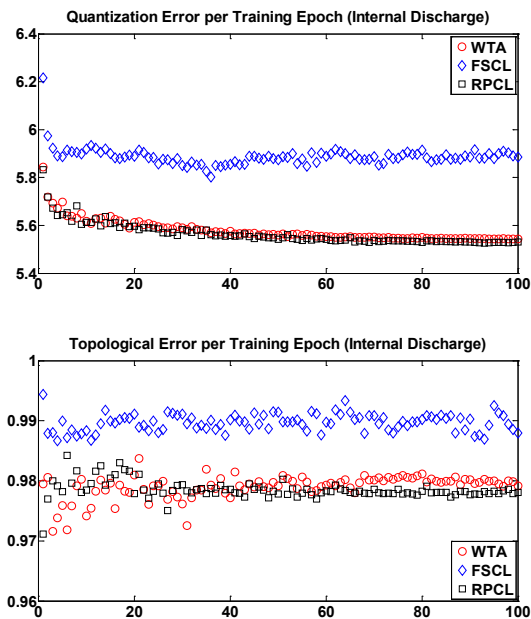 Quantization Error per Training Epoch (Internal Discharge)
6.4
6.2
6
5.8
5.6
5.4
0 20 40 60 80 100
WTA
FSCL
RPCL
Topological Error per Training Epoch (Internal Discharge)
1
0.99
0.98
0.97
0.96
0 20 40 60 80 100
WTA
FSCL
RPCL